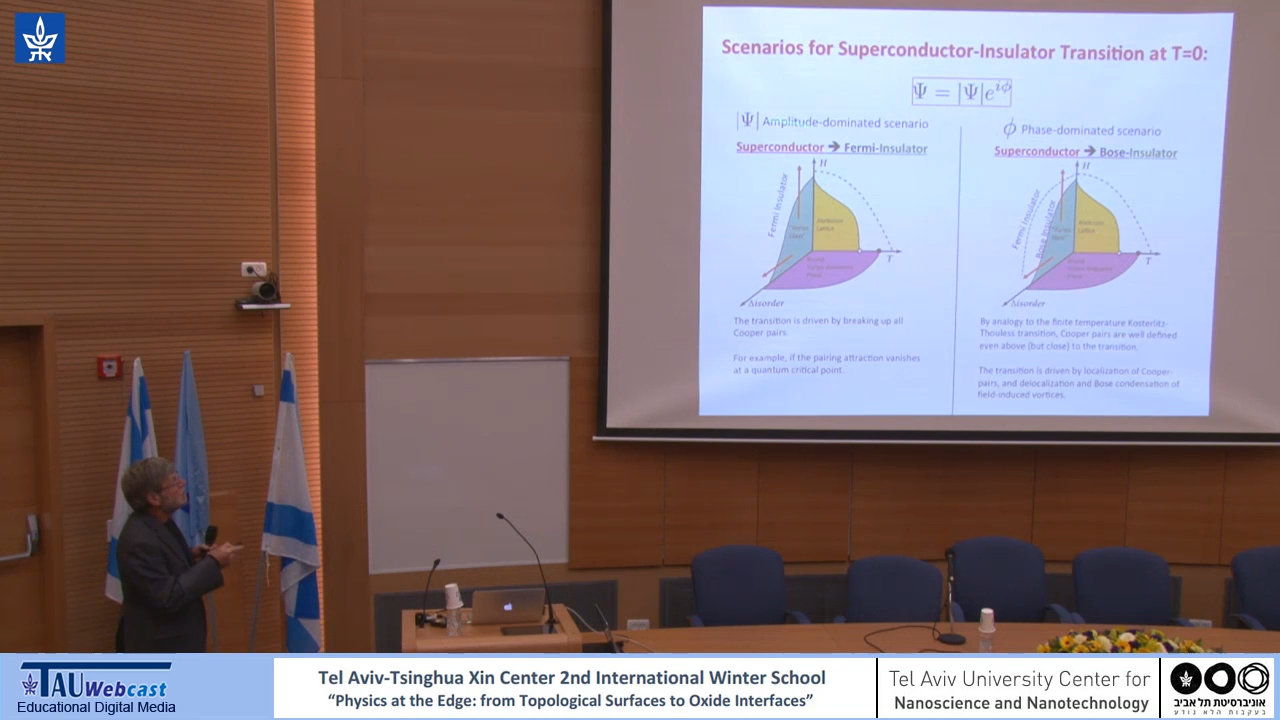 Scenarios for Superconductor-Insulator Transition at T=0:
Ψ = |Ψ|e^{iϕ}
|Ψ| Amplitude-dominated scenario
Superconductor ➔ Fermi-Insulator
H
Fermi Insulator
Abrikosov
Lattice
T
Disorder
The transition is driven by breaking up all
Cooper pairs.
For example, if the pairing attraction vanishes
at a quantum critical point.
ϕ Phase-dominated scenario
Superconductor ➔ Bose-Insulator
H
Fermi Insulator
Bose Insulator
Abrikosov
Lattice
T
Disorder
By analogy to the finite temperature Kosterlitz-
Thouless transition, Cooper pairs are well defined
even above (but close) to the transition.
The transition is driven by localization of Cooper-
pairs, and delocalization and Bose condensation of
field-induced vortices.
TAU Webcast
Educational Digital Media
Tel Aviv-Tsinghua Xin Center 2nd International Winter School
“Physics at the Edge: from Topological Surfaces to Oxide Interfaces”
Tel Aviv University Center for
Nanoscience and Nanotechnology
אוניברסיטת תל אביב
בעקבות הלא נודע